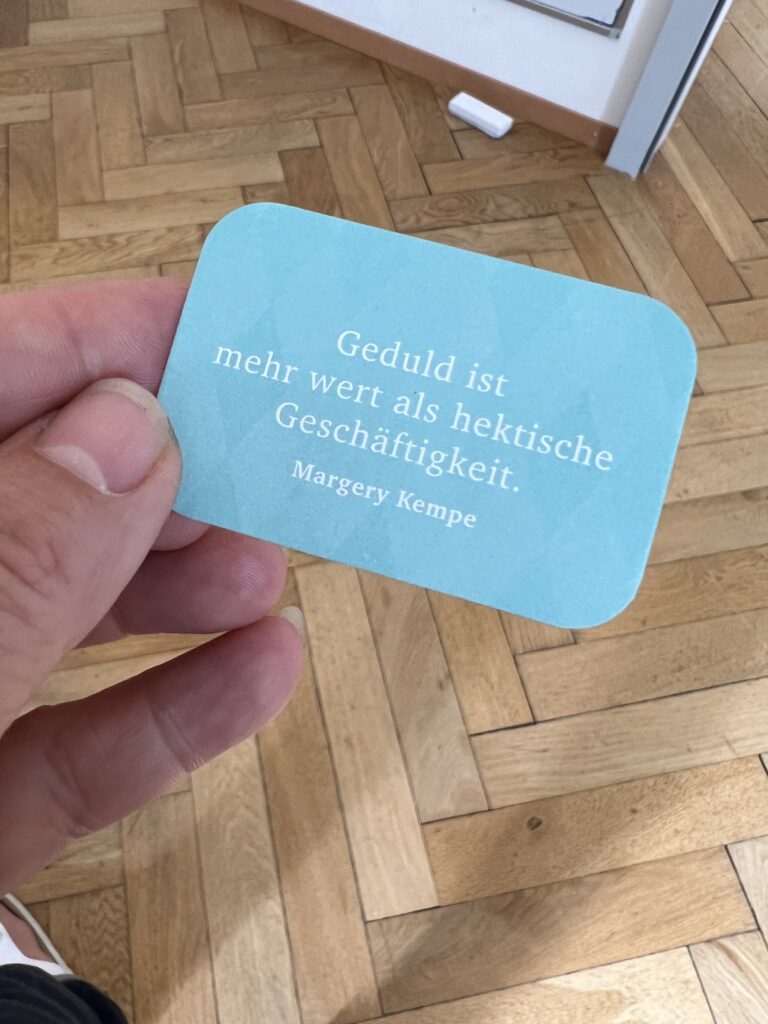 Geduld ist
mehr wert als hektische
Geschäftigkeit.
Margery Kempe